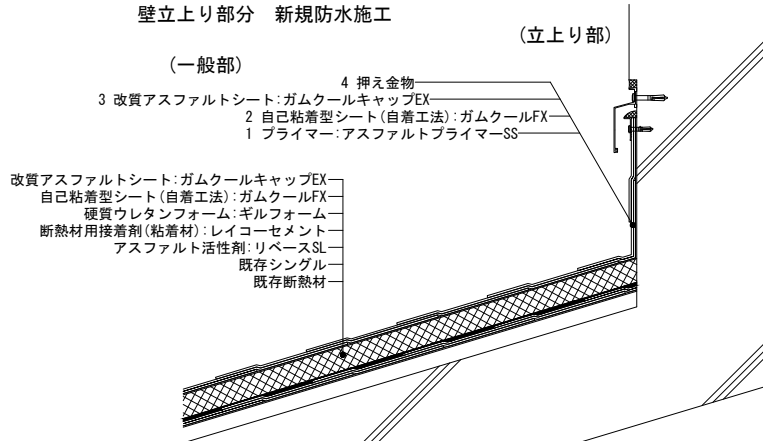 壁立上り部分　新規防水施工
(立上り部)
(一般部)
4 押え金物
3 改質アスファルトシート:ガムクールキャップEX
2 自己粘着型シート(自着工法):ガムクールFX
1 プライマー:アスファルトプライマーSS
改質アスファルトシート:ガムクールキャップEX
自己粘着型シート(自着工法):ガムクールFX
硬質ウレタンフォーム:ギルフォーム
断熱材用接着剤(粘着材):レイコーセメント
アスファルト活性剤:リベースSL
既存シングル
既存断熱材